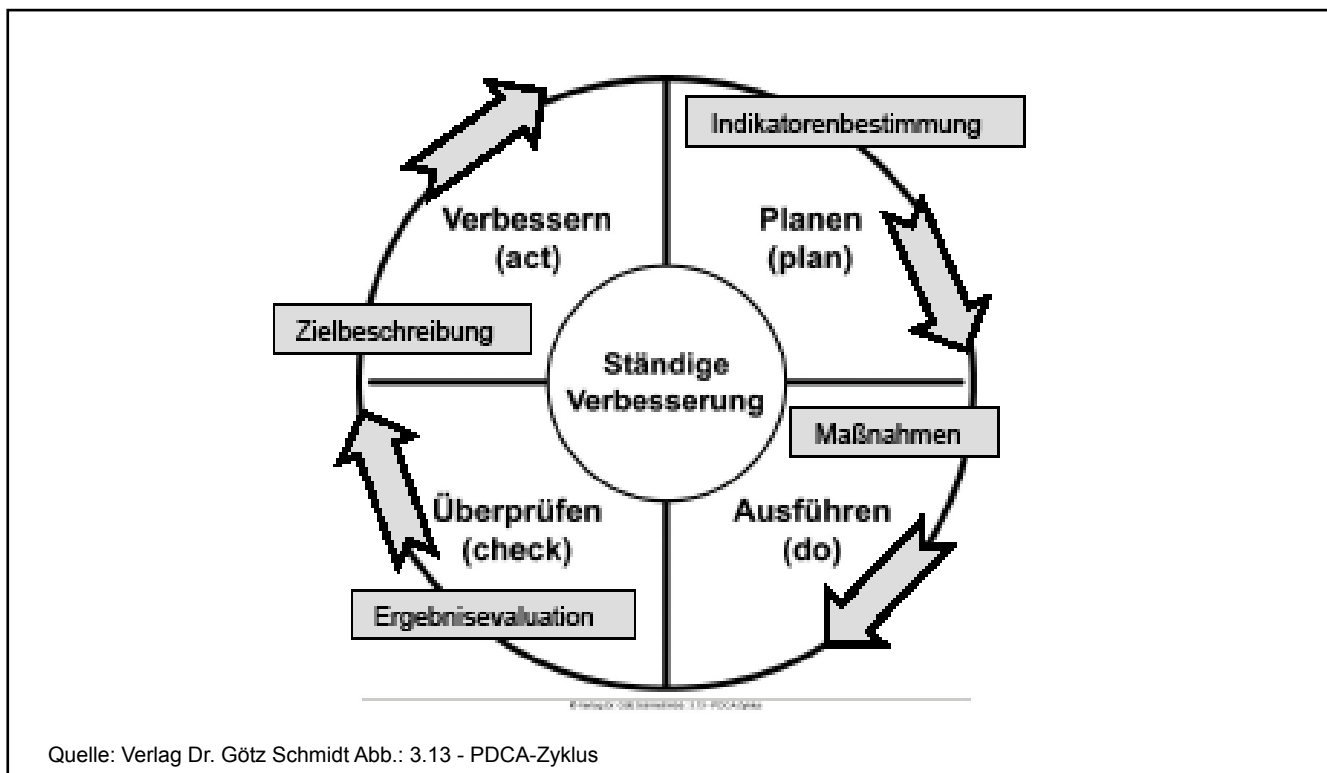 Indikatorenbestimmung
Verbessern
(act)
Planen
(plan)
Zielbeschreibung
Ständige
Verbesserung
Maßnahmen
Überprüfen
(check)
Ausführen
(do)
Ergebnisevaluation
Quelle: Verlag Dr. Götz Schmidt Abb.: 3.13 - PDCA-Zyklus